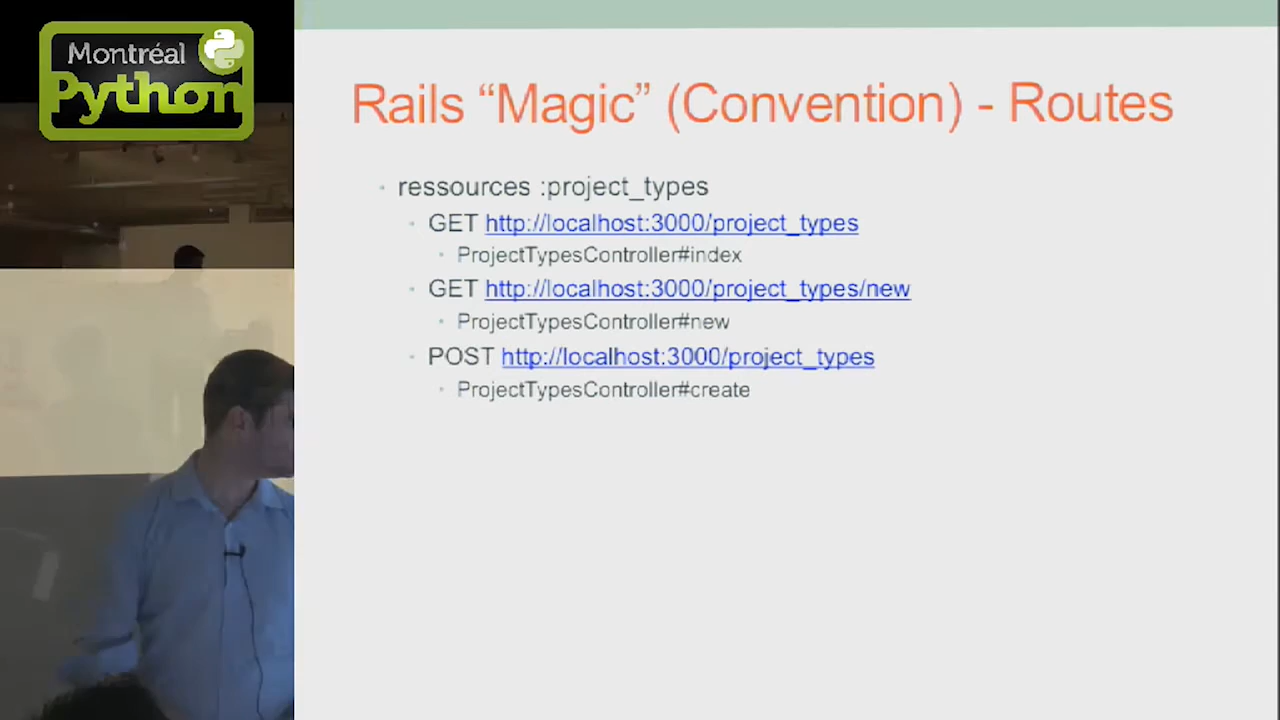 Montréal
Python
Rails “Magic” (Convention) - Routes
ressources :project_types
GET http://localhost:3000/project_types
ProjectTypesController#index
GET http://localhost:3000/project_types/new
ProjectTypesController#new
POST http://localhost:3000/project_types
ProjectTypesController#create